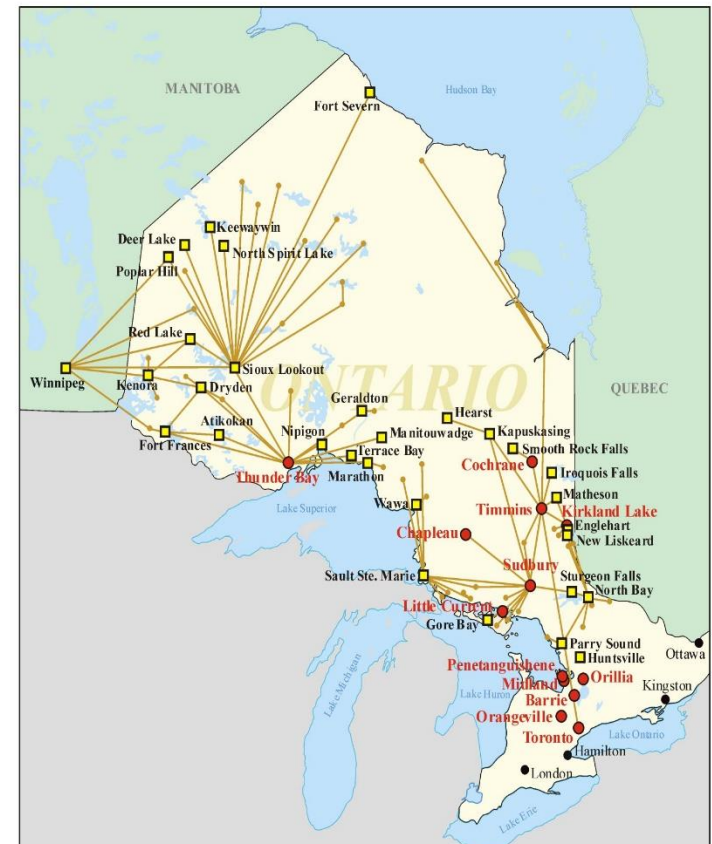 MANITOBA
Hudson Bay
Fort Severn
Keewaywin
Deer Lake
North Spirit Lake
Poplar Hill
Red Lake
Winnipeg
Kenora
Sioux Lookout
Dryden
ONTARIO
QUEBEC
Geraldton
Hearst
Atikokan
Kapuskasing
Fort Frances
Nipigon
Manitouwadge
Smooth Rock Falls
Terrace Bay
Cochrane
Iroquois Falls
Thunder Bay
Marathon
Matheson
Lake Superior
Wawa
Timmins
Kirkland Lake
Englehart
New Liskeard
Chapleau
Sudbury
Sault Ste. Marie
Sturgeon Falls
North Bay
Little Current
Gore Bay
Parry Sound
Ottawa
Huntsville
Penetanguishene
Midland
Orillia
Lake Michigan
Lake Huron
Barrie
Kingston
Orangeville
Toronto
Lake Ontario
Hamilton
London
Lake Erie